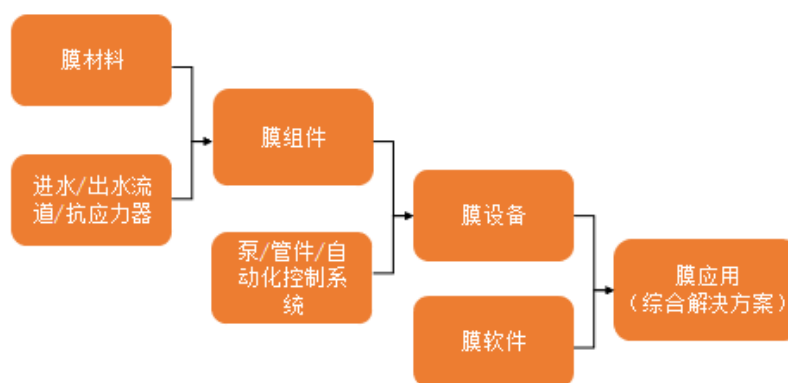 膜材料
进水/出水流
道/抗应力器
膜组件
泵/管件/自
动化控制系
统
膜设备
膜软件
膜应用
（综合解决方案）